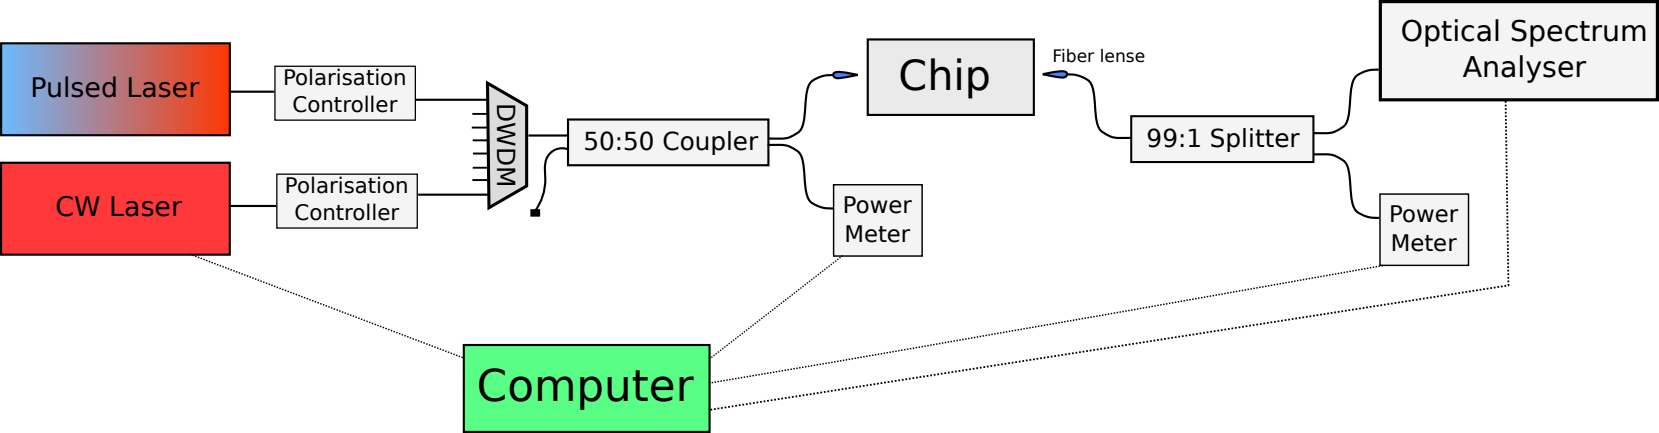 Pulsed Laser
Polarisation
Controller
CW Laser
Polarisation
Controller
DWDM
50:50 Coupler
Chip
Fiber lense
Power
Meter
99:1 Splitter
Optical Spectrum
Analyser
Power
Meter
Computer